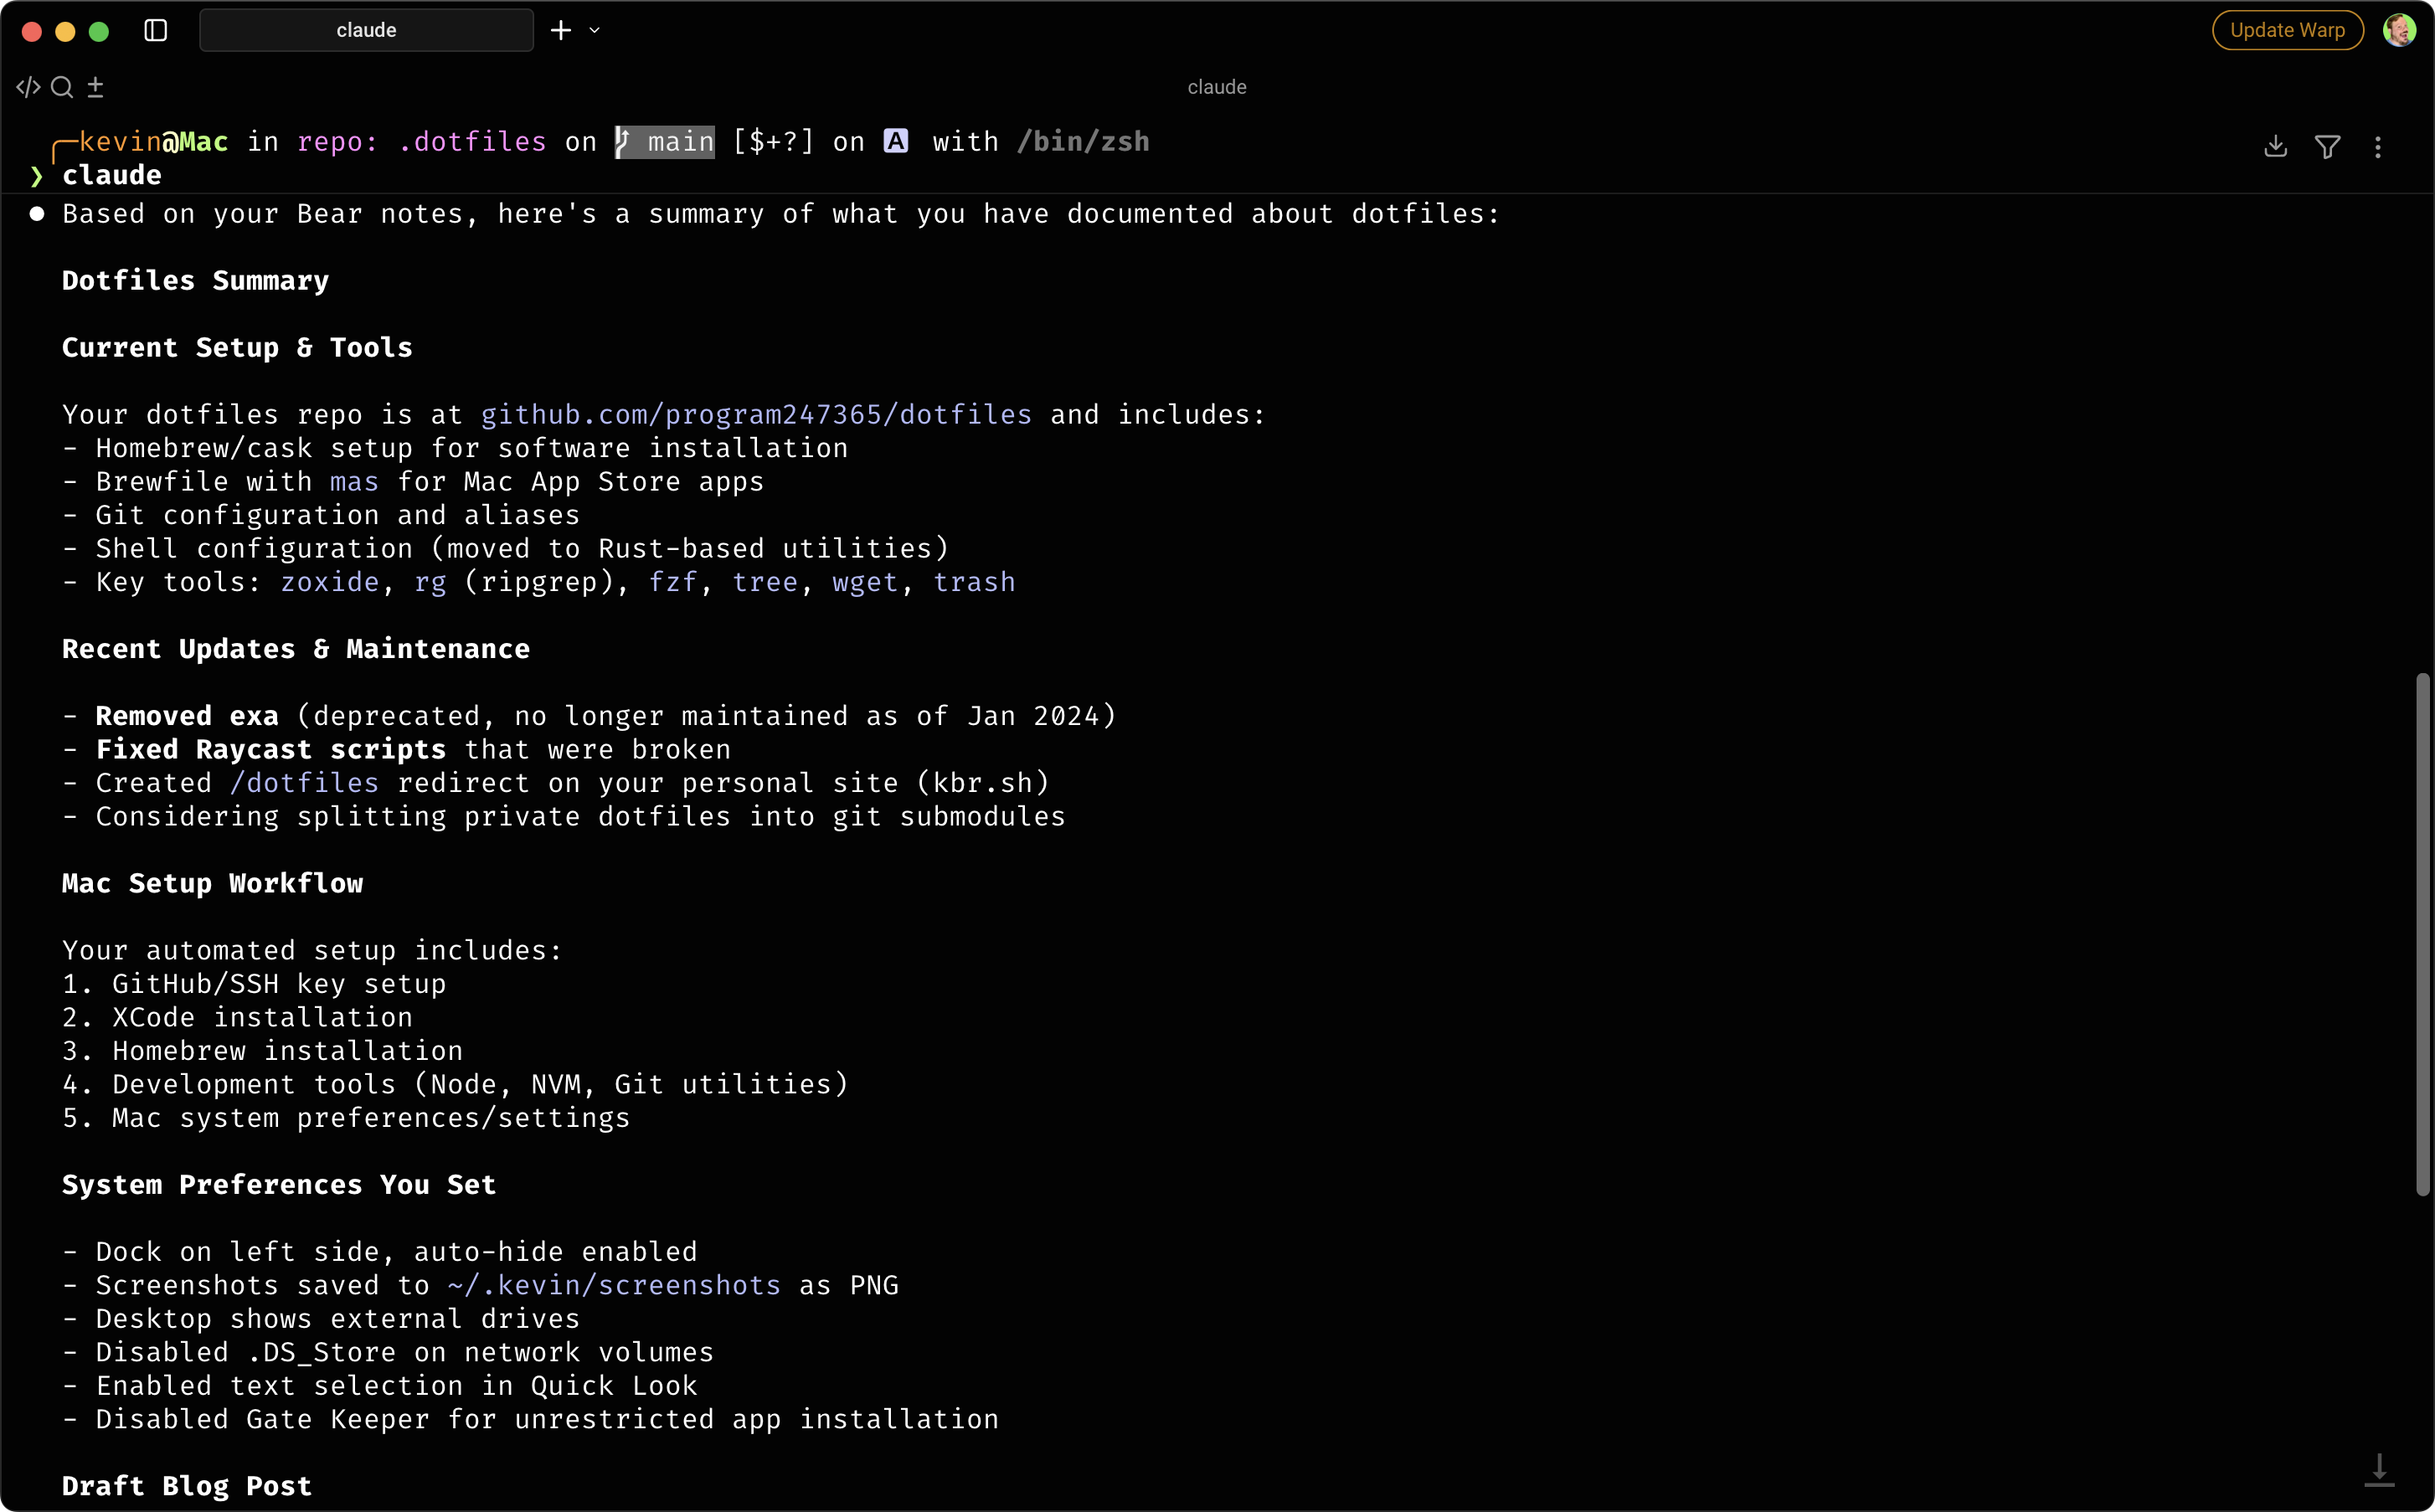 claude
Update Warp
claude
kevin@Mac in repo: .dotfiles on main [$+?] on A with /bin/zsh
❯ claude
● Based on your Bear notes, here's a summary of what you have documented about dotfiles:
Dotfiles Summary
Current Setup & Tools
Your dotfiles repo is at github.com/program247365/dotfiles and includes:
- Homebrew/cask setup for software installation
- Brewfile with mas for Mac App Store apps
- Git configuration and aliases
- Shell configuration (moved to Rust-based utilities)
- Key tools: zoxide, rg (ripgrep), fzf, tree, wget, trash
Recent Updates & Maintenance
- Removed exa (deprecated, no longer maintained as of Jan 2024)
- Fixed Raycast scripts that were broken
- Created /dotfiles redirect on your personal site (kbr.sh)
- Considering splitting private dotfiles into git submodules
Mac Setup Workflow
Your automated setup includes:
1. GitHub/SSH key setup
2. XCode installation
3. Homebrew installation
4. Development tools (Node, NVM, Git utilities)
5. Mac system preferences/settings
System Preferences You Set
- Dock on left side, auto-hide enabled
- Screenshots saved to ~/.kevin/screenshots as PNG
- Desktop shows external drives
- Disabled .DS_Store on network volumes
- Enabled text selection in Quick Look
- Disabled Gate Keeper for unrestricted app installation
Draft Blog Post